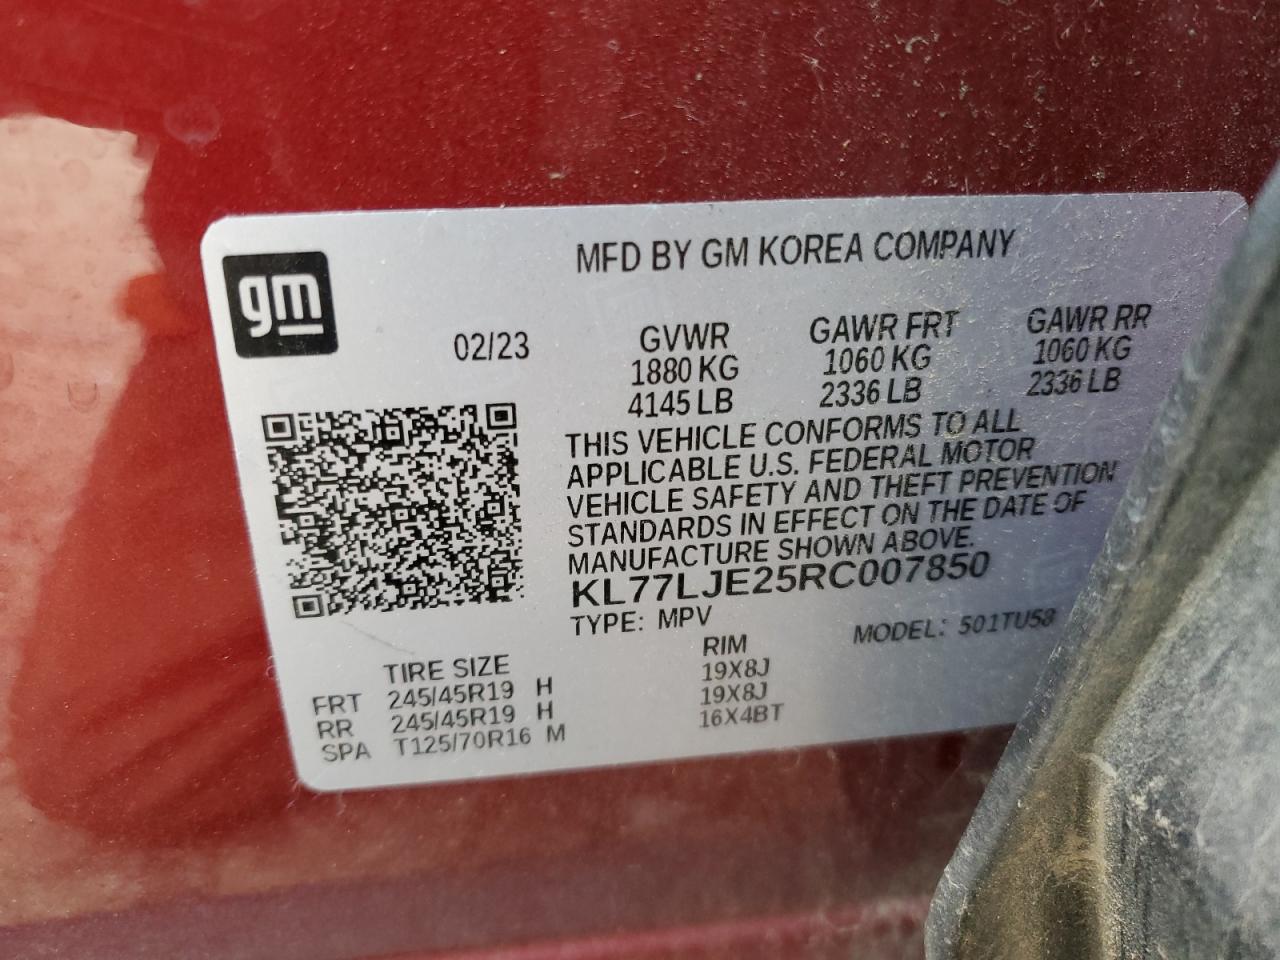 gm
MFD BY GM KOREA COMPANY
02/23
GVWR GAWR FRT GAWR RR
1880 KG 1060 KG 1060 KG
4145 LB 2336 LB 2336 LB
THIS VEHICLE CONFORMS TO ALL
APPLICABLE U.S. FEDERAL MOTOR
VEHICLE SAFETY AND THEFT PREVENTION
STANDARDS IN EFFECT ON THE DATE OF
MANUFACTURE SHOWN ABOVE.
KL77LJE25RC007850
TYPE: MPV MODEL: 501TU58
TIRE SIZE RIM
FRT 245/45R19 H 19X8J
RR 245/45R19 H 19X8J
SPA T125/70R16 M 16X4BT